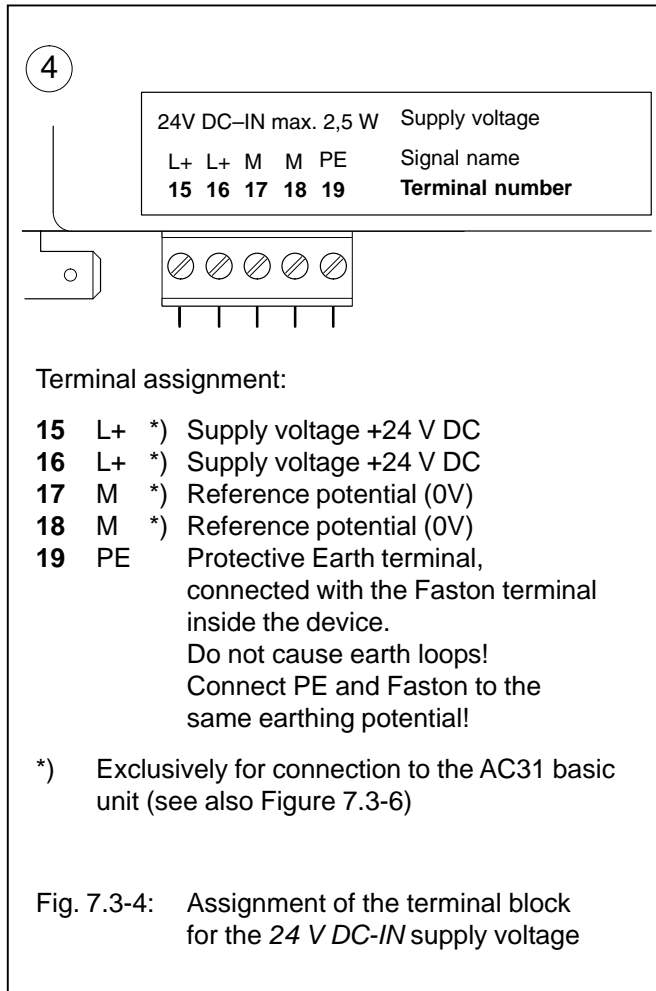 4
24V DC–IN max. 2,5 W Supply voltage
L+ L+ M M PE Signal name
15 16 17 18 19 Terminal number
Terminal assignment:
15 L+ *) Supply voltage +24 V DC
16 L+ *) Supply voltage +24 V DC
17 M *) Reference potential (0V)
18 M *) Reference potential (0V)
19 PE Protective Earth terminal,
connected with the Faston terminal
inside the device.
Do not cause earth loops!
Connect PE and Faston to the
same earthing potential!
*) Exclusively for connection to the AC31 basic
unit (see also Figure 7.3-6)
Fig. 7.3-4: Assignment of the terminal block
for the 24 V DC-IN supply voltage